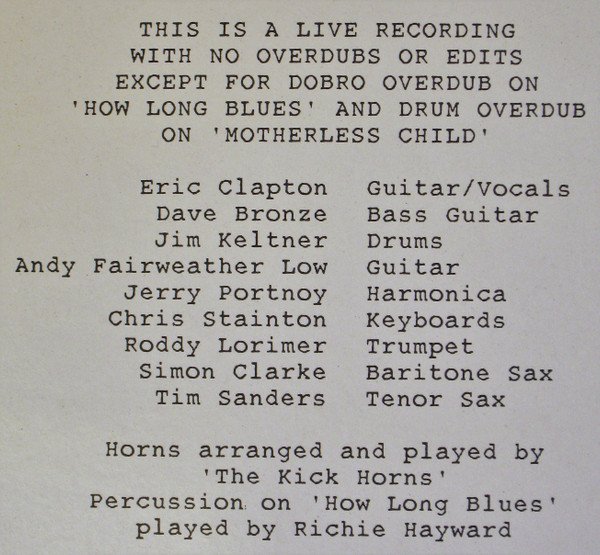 THIS IS A LIVE RECORDING
WITH NO OVERDUBS OR EDITS
EXCEPT FOR DOBRO OVERDUB ON
'HOW LONG BLUES' AND DRUM OVERDUB
ON 'MOTHERLESS CHILD'
Eric Clapton Guitar/Vocals
Dave Bronze Bass Guitar
Jim Keltner Drums
Andy Fairweather Low Guitar
Jerry Portnoy Harmonica
Chris Stainton Keyboards
Roddy Lorimer Trumpet
Simon Clarke Baritone Sax
Tim Sanders Tenor Sax
Horns arranged and played by
'The Kick Horns'
Percussion on 'How Long Blues'
played by Richie Hayward